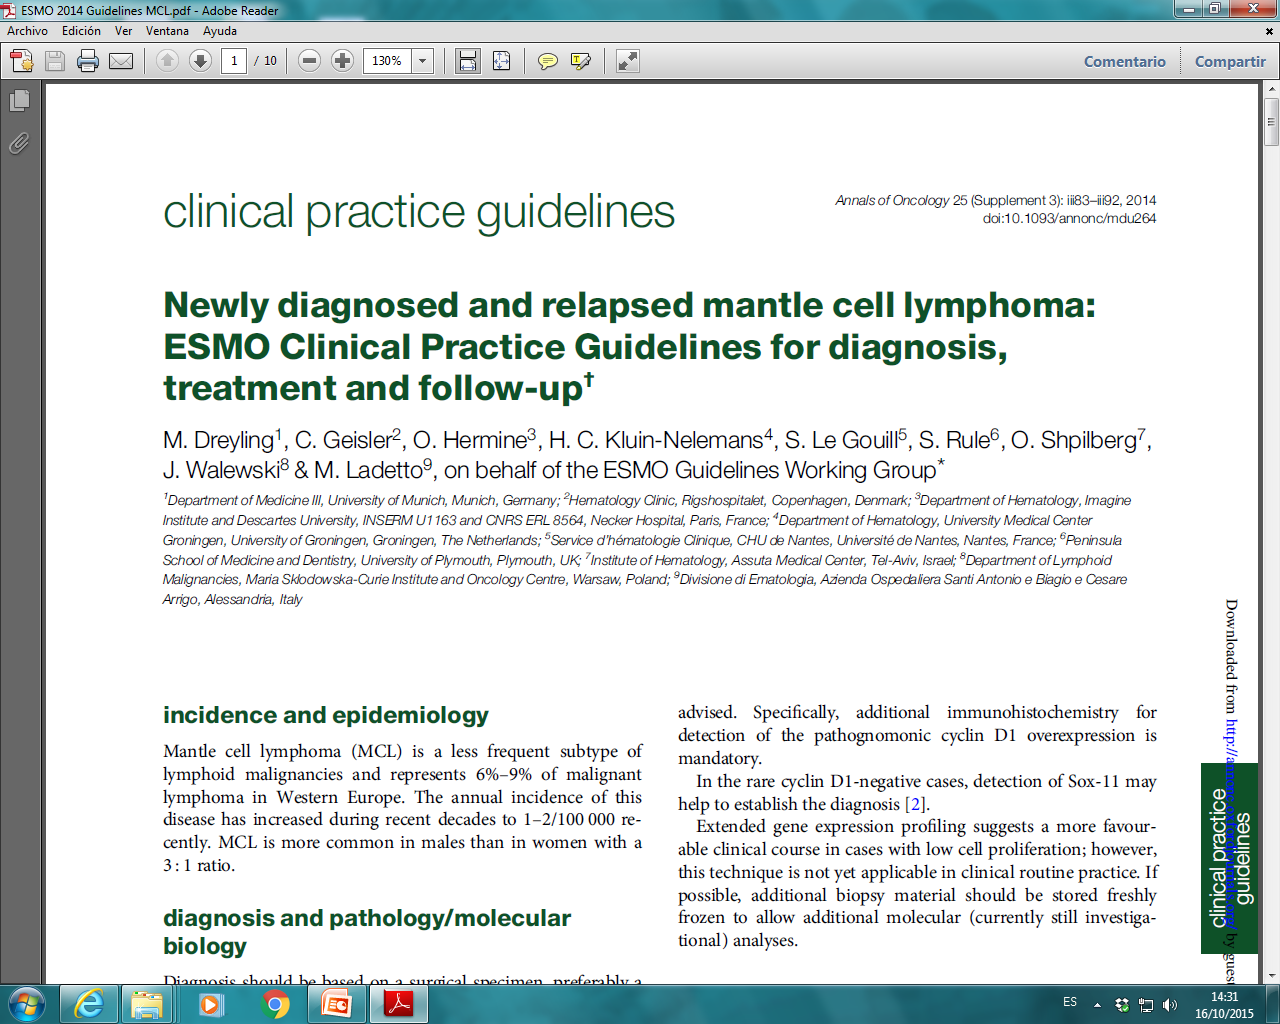 ESMO 2014 Guidelines MCL.pdf - Adobe Reader
Archivo Edición Ver Ventana Ayuda
1 / 10 130% Comentario Compartir
clinical practice guidelines
Annals of Oncology 25 (Supplement 3): iii83–iii92, 2014
doi:10.1093/annonc/mdu264
Newly diagnosed and relapsed mantle cell lymphoma:
ESMO Clinical Practice Guidelines for diagnosis,
treatment and follow-up†
M. Dreyling1, C. Geisler2, O. Hermine3, H. C. Kluin-Nelemans4, S. Le Gouill5, S. Rule6, O. Shpilberg7,
J. Walewski8 & M. Ladetto9, on behalf of the ESMO Guidelines Working Group*
1Department of Medicine III, University of Munich, Munich, Germany; 2Hematology Clinic, Rigshospitalet, Copenhagen, Denmark; 3Department of Hematology, Imagine
Institute and Descartes University, INSERM U1163 and CNRS ERL 8564, Necker Hospital, Paris, France; 4Department of Hematology, University Medical Center
Groningen, University of Groningen, Groningen, The Netherlands; 5Service d'hématologie Clinique, CHU de Nantes, Université de Nantes, Nantes, France; 6Peninsula
School of Medicine and Dentistry, University of Plymouth, Plymouth, UK; 7Institute of Hematology, Assuta Medical Center, Tel-Aviv, Israel; 8Department of Lymphoid
Malignancies, Maria Skłodowska-Curie Institute and Oncology Centre, Warsaw, Poland; 9Divisione di Ematologia, Azienda Ospedaliera Santi Antonio e Biagio e Cesare
Arrigo, Alessandria, Italy
incidence and epidemiology
Mantle cell lymphoma (MCL) is a less frequent subtype of
lymphoid malignancies and represents 6%–9% of malignant
lymphoma in Western Europe. The annual incidence of this
disease has increased during recent decades to 1–2/100 000 re-
cently. MCL is more common in males than in women with a
3 : 1 ratio.
diagnosis and pathology/molecular
biology
Diagnosis should be based on a surgical specimen, preferably a
advised. Specifically, additional immunohistochemistry for
detection of the pathognomonic cyclin D1 overexpression is
mandatory.
In the rare cyclin D1-negative cases, detection of Sox-11 may
help to establish the diagnosis [2].
Extended gene expression profiling suggests a more favour-
able clinical course in cases with low cell proliferation; however,
this technique is not yet applicable in clinical routine practice. If
possible, additional biopsy material should be stored freshly
frozen to allow additional molecular (currently still investiga-
tional) analyses.
clinical practice
guidelines
Downloaded from
ES
14:31
16/10/2015